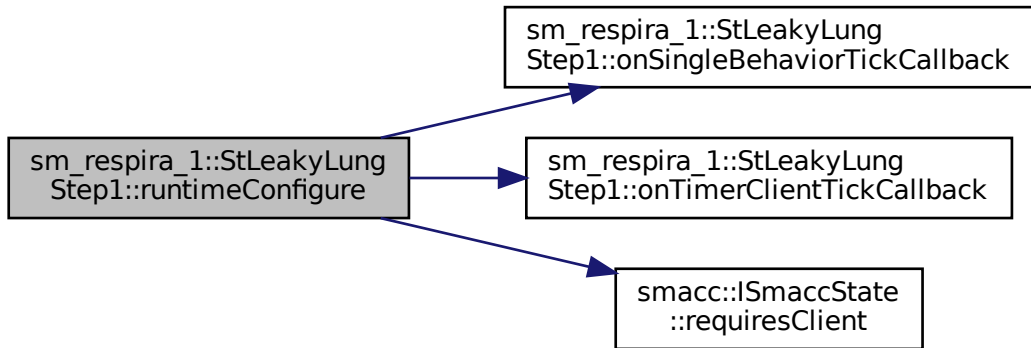 sm_respira_1::StLeakyLung
Step1::runtimeConfigure
sm_respira_1::StLeakyLung
Step1::onSingleBehaviorTickCallback
sm_respira_1::StLeakyLung
Step1::onTimerClientTickCallback
smacc::ISmaccState
::requiresClient